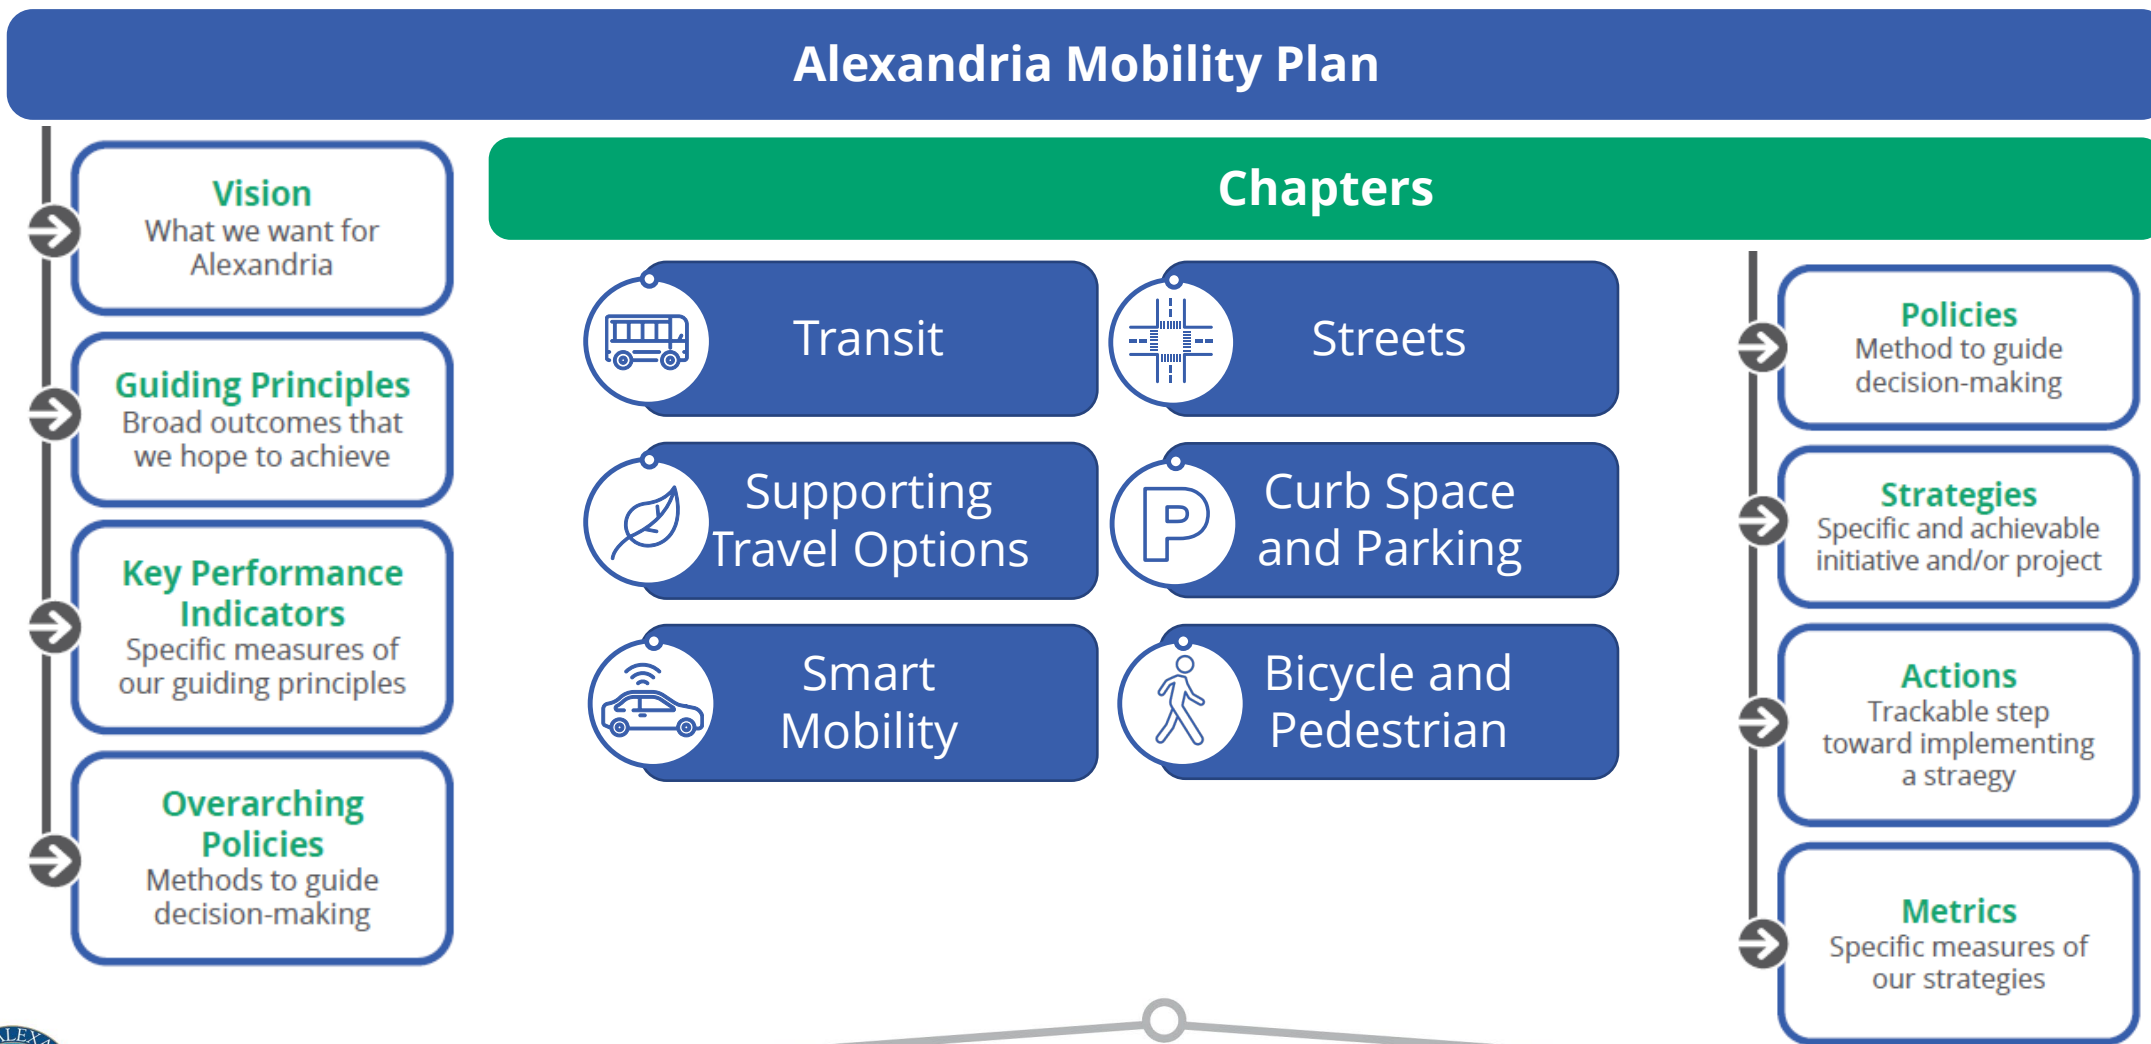 Alexandria Mobility Plan
Vision
What we want for
Alexandria
Guiding Principles
Broad outcomes that
we hope to achieve
Key Performance
Indicators
Specific measures of
our guiding principles
Overarching
Policies
Methods to guide
decision-making
Chapters
Transit
Streets
Supporting
Travel Options
P
Curb Space
and Parking
Smart
Mobility
Bicycle and
Pedestrian
Policies
Method to guide
decision-making
Strategies
Specific and achievable
initiative and/or project
Actions
Trackable step
toward implementing
a straegy
Metrics
Specific measures of
our strategies